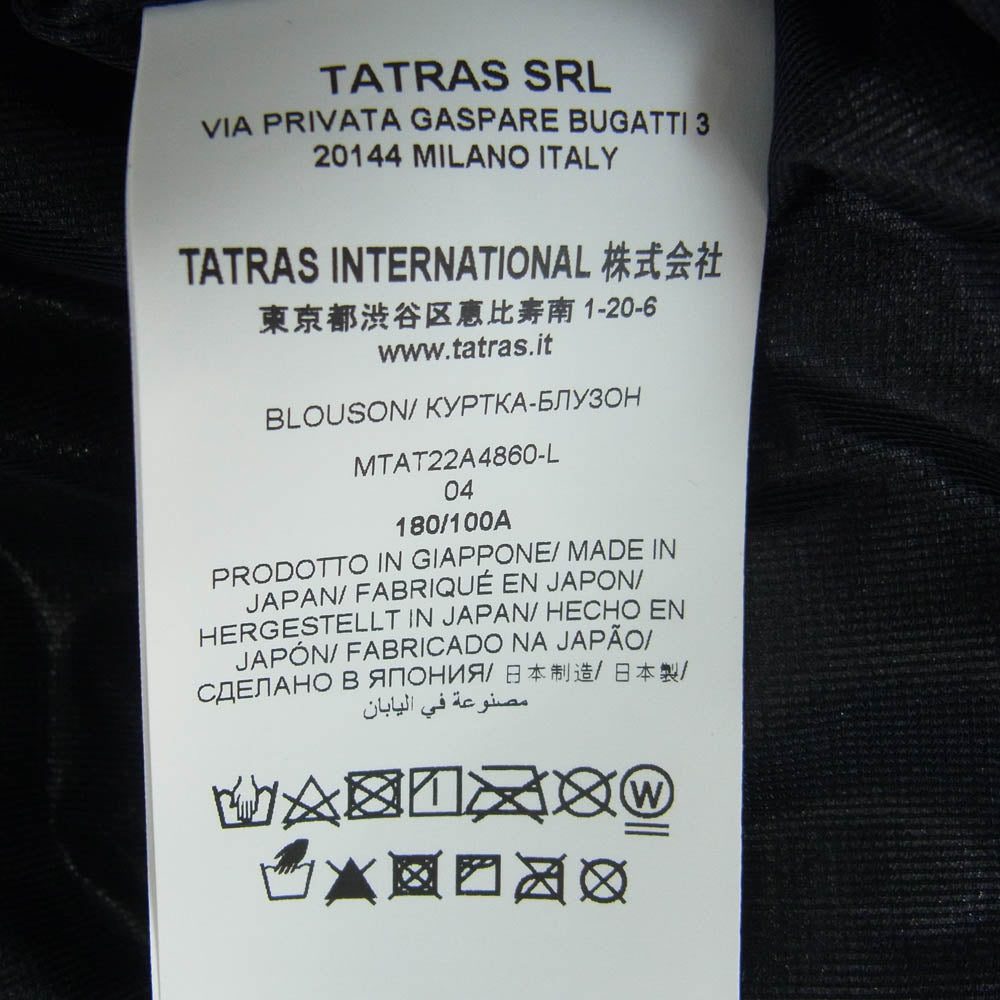 TATRAS SRL
VIA PRIVATA GASPARE BUGATTI 3
20144 MILANO ITALY
TATRAS INTERNATIONAL 株式会社
東京都渋谷区恵比寿南 1-20-6
www.tatras.it
BLOUSON/ КУРТКА-БЛУЗОН
MTAT22A4860-L
04
180/100A
PRODOTTO IN GIAPPONE/ MADE IN
JAPAN/ FABRIQUÉ EN JAPON/
HERGESTELLT IN JAPAN/ HECHO EN
JAPÓN/ FABRICADO NA JAPÃO/
СДЕЛАНО В ЯПОНИЯ/ 日本制造/ 日本製/
مصنوعة في اليابان
W